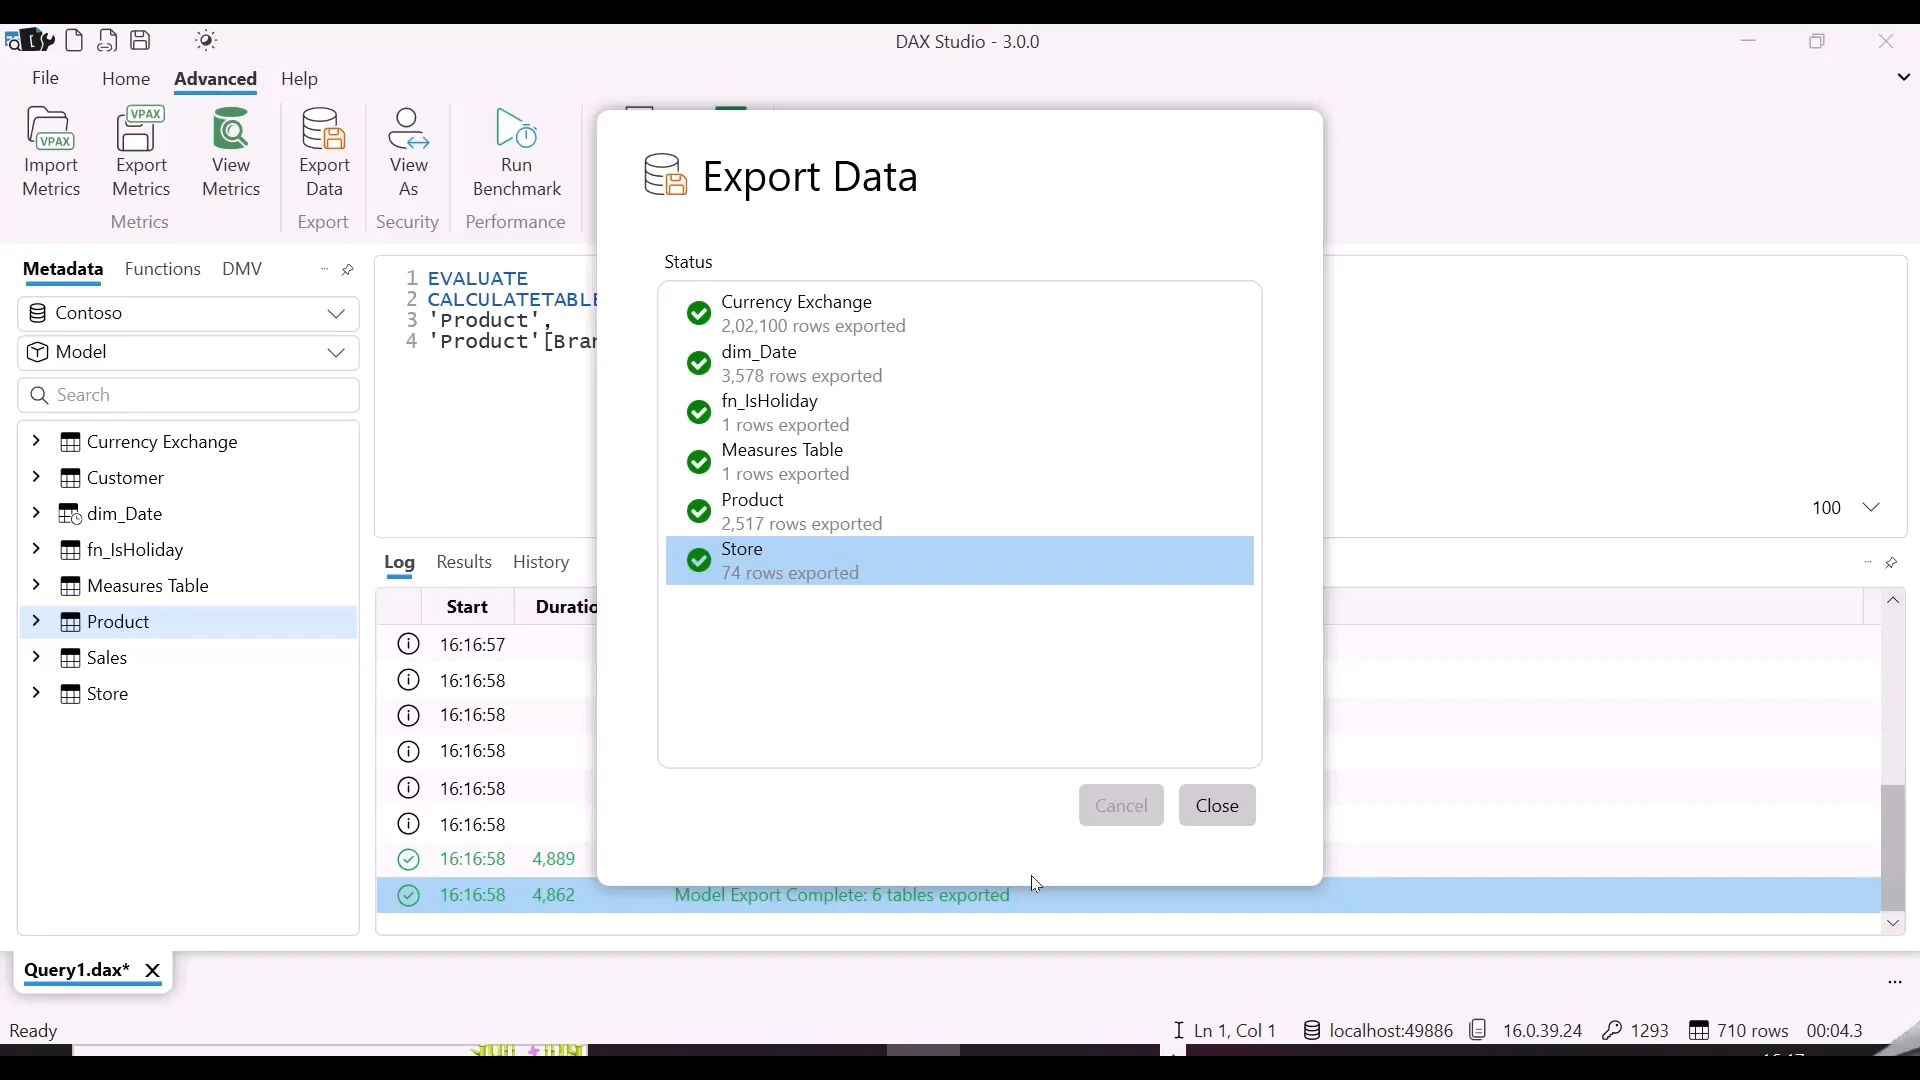 DAX Studio - 3.0.0
File Home Advanced Help
VPAX
VPAX
Import Metrics
Export Metrics
View Metrics
Export Data
View As
Run Benchmark
Metrics
Export
Security
Performance
Metadata Functions DMV
Contoso
Model
Search
Currency Exchange
Customer
dim_Date
fn_IsHoliday
Measures Table
Product
Sales
Store
1 EVALUATE
2 CALCULATETABLE
3 'Product',
4 'Product'[Bran
100
Export Data
Status
Currency Exchange
2,02,100 rows exported
dim_Date
3,578 rows exported
fn_IsHoliday
1 rows exported
Measures Table
1 rows exported
Product
2,517 rows exported
Store
74 rows exported
Cancel Close
Log Results History
Start Duratio
16:16:57
16:16:58
16:16:58
16:16:58
16:16:58
16:16:58
16:16:58 4,889
16:16:58 4,862 Model Export Complete: 6 tables exported
Query1.dax*
Ready
Ln 1, Col 1 localhost:49886 16.0.39.24 1293 710 rows 00:04.3